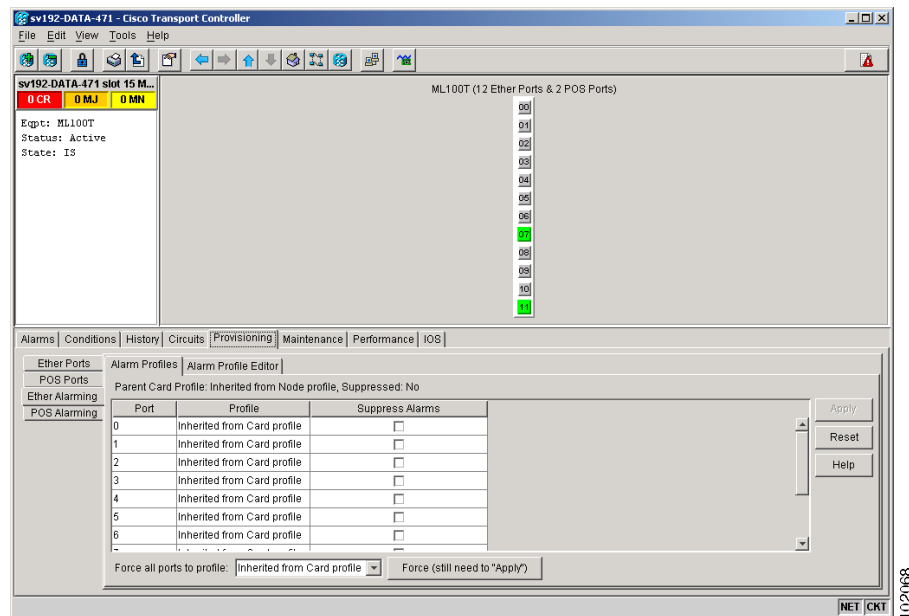 sv192-DATA-471 - Cisco Transport Controller
File Edit View Tools Help
sv192-DATA-471 slot 15 M...
0 CR 0 MJ 0 MN
Eqpt: ML100T
Status: Active
State: IS
ML100T (12 Ether Ports & 2 POS Ports)
00
01
02
03
04
05
06
07
08
09
10
11
Alarms Conditions History Circuits Provisioning Maintenance Performance IOS
Ether Ports
POS Ports
Ether Alarming
POS Alarming
Alarm Profiles Alarm Profile Editor
Parent Card Profile: Inherited from Node profile, Suppressed: No
Port Profile Suppress Alarms
0 Inherited from Card profile
1 Inherited from Card profile
2 Inherited from Card profile
3 Inherited from Card profile
4 Inherited from Card profile
5 Inherited from Card profile
6 Inherited from Card profile
Apply
Reset
Help
Force all ports to profile: Inherited from Card profile Force (still need to "Apply")
NET CKT
102068